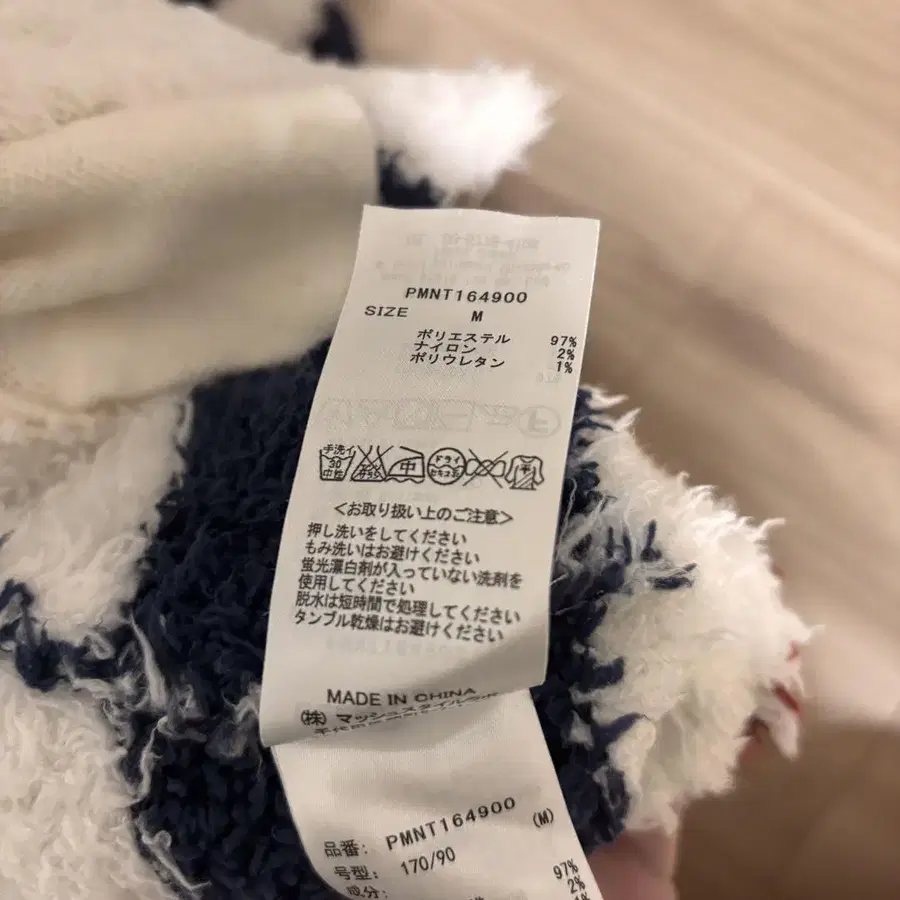 PMNT164900
SIZE M
ポリエステル 97%
ナイロン 2%
ポリウレタン 1%
手洗イ 30 中性 中 ドライ
<お取り扱い上のご注意>
押し洗いをしてください
もみ洗いはお避けください
蛍光漂白剤が入っていない洗剤を
使用してください
脱水は短時間で処理してください
タンブル乾燥はお避けください
MADE IN CHINA
(株)マッシュスタイルラボ
品番: PMNT164900 (M)
号型: 170/90
成分: 97%
2%
1%